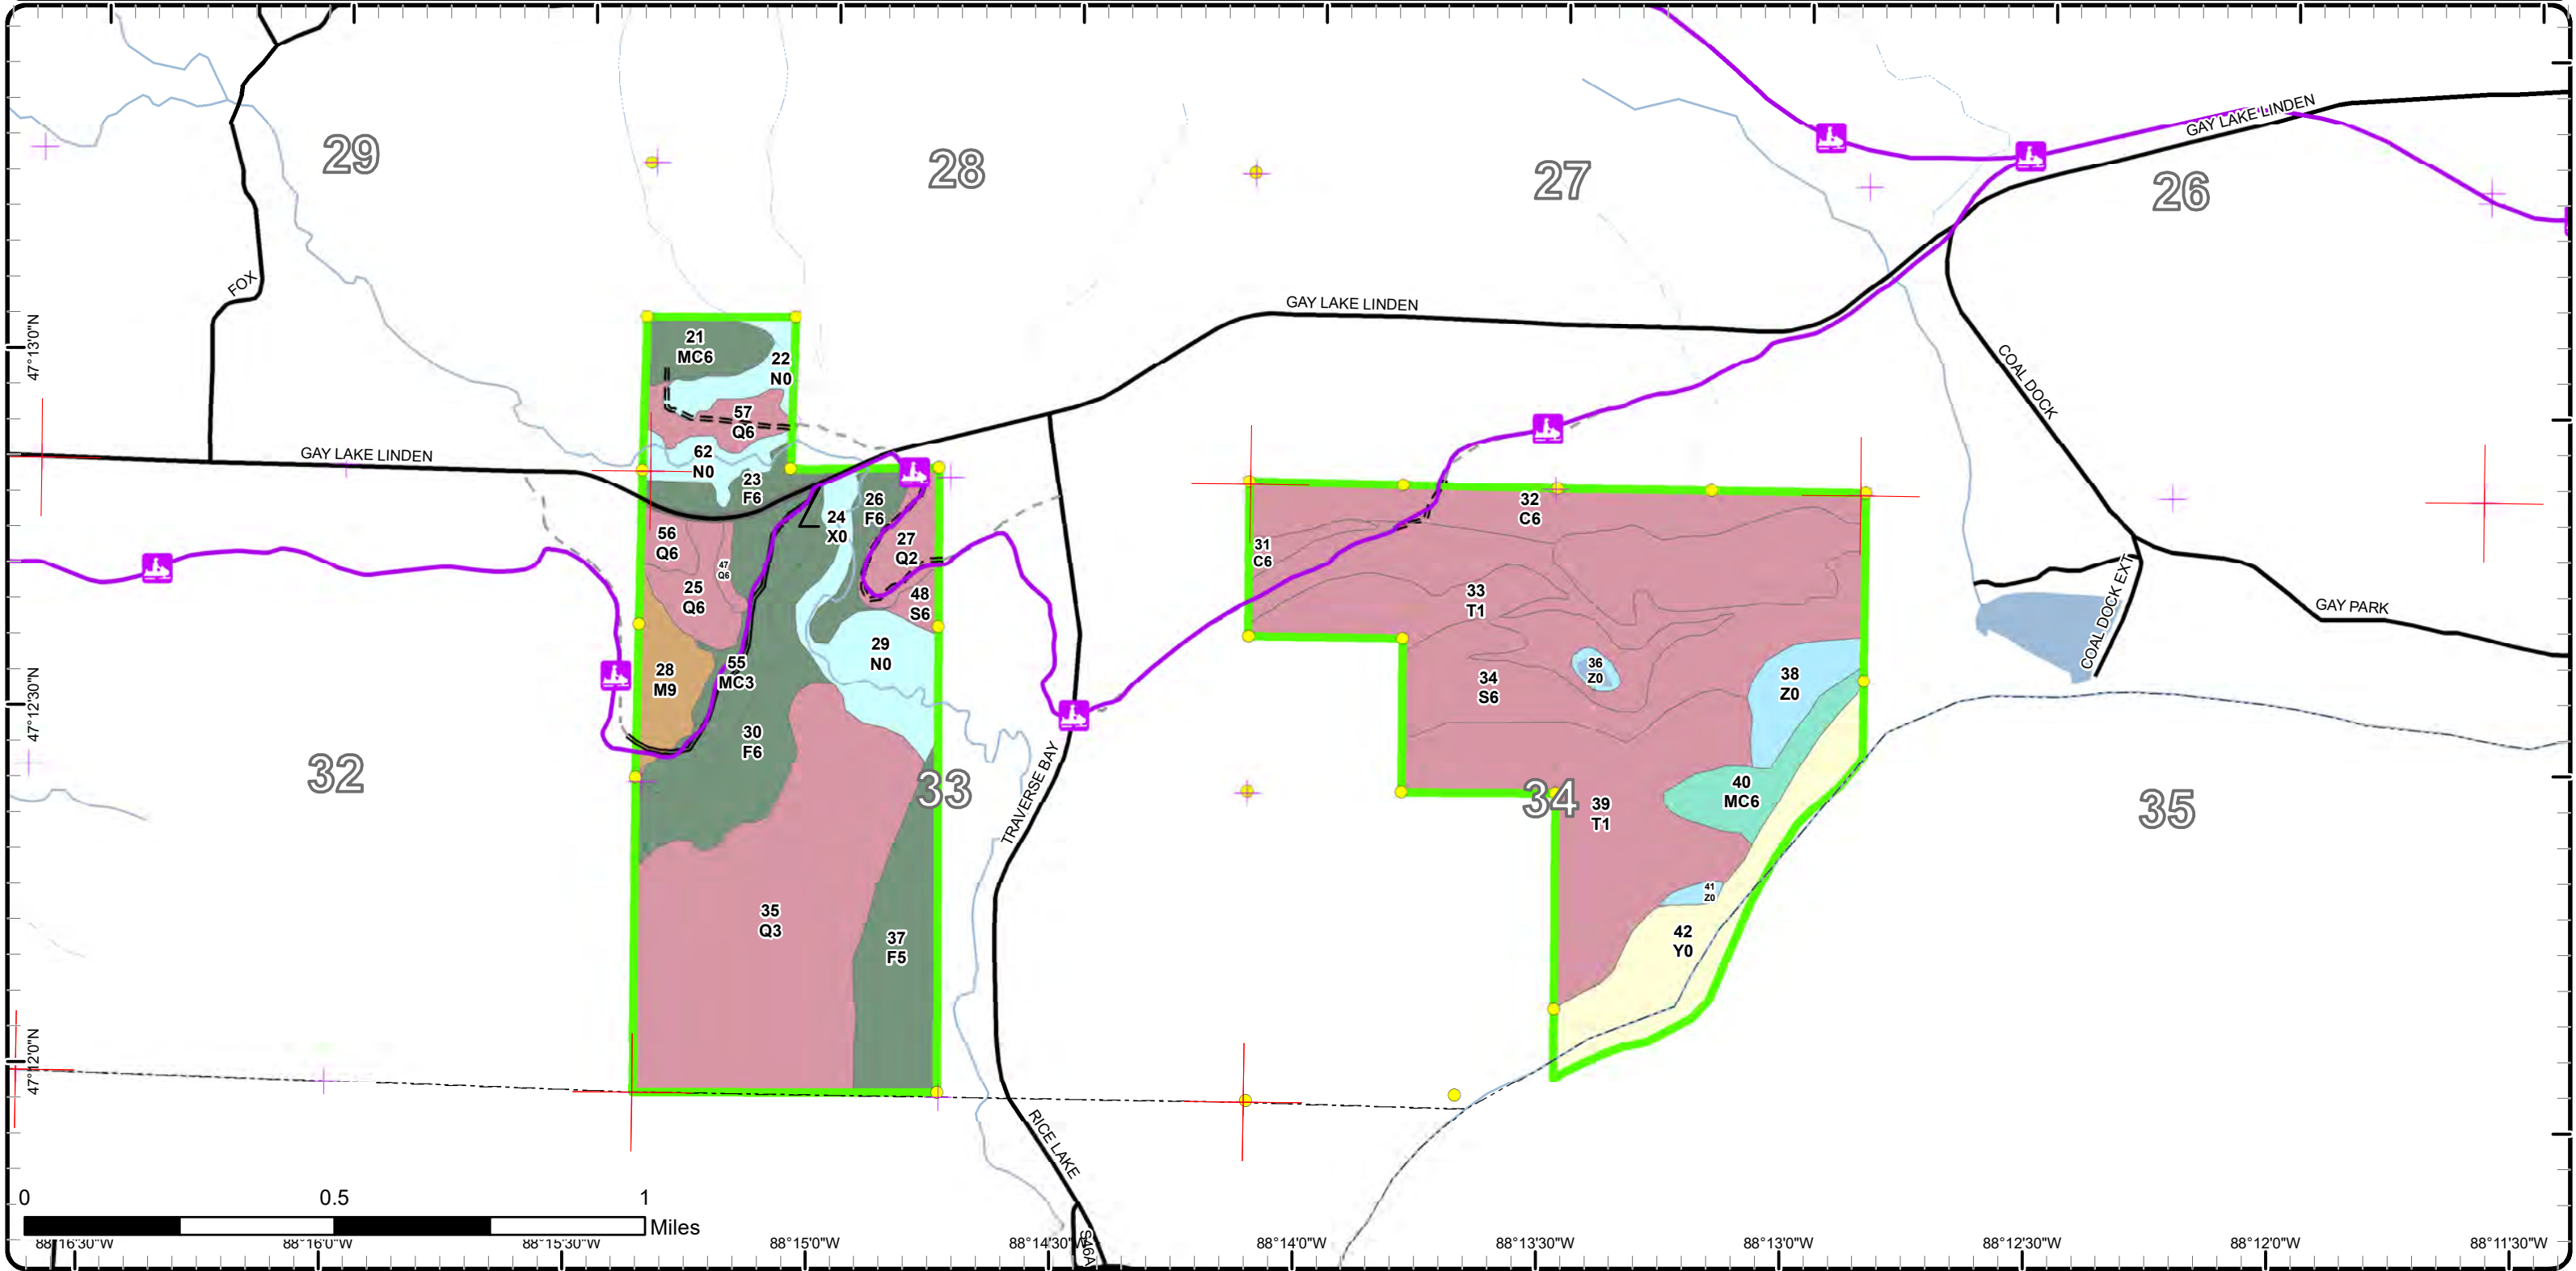 29
28
27
26
GAY LAKE LINDEN
FOX
GAY LAKE LINDEN
47°13'0"N
21
MC6
22
N0
COAL DOCK
57
Q6
GAY LAKE LINDEN
62
N0
23
F6
24
X0
26
F6
27
Q2
56
Q6
47
Q6
25
Q6
48
S6
31
C6
32
C6
33
T1
GAY PARK
COAL DOCK EXT
28
M9
55
MC3
29
N0
34
S6
36
Z0
38
Z0
47°12'30"N
30
F6
32
33
TRAVERSE BAY
34
39
T1
40
MC6
35
35
Q3
37
F5
41
Z0
42
Y0
47°12'0"N
RICE LAKE
S46A
0 0.5 1
Miles
88°16'30"W 88°16'0"W 88°15'30"W 88°15'0"W 88°14'30"W 88°14'0"W 88°13'30"W 88°13'0"W 88°12'30"W 88°12'0"W 88°11'30"W